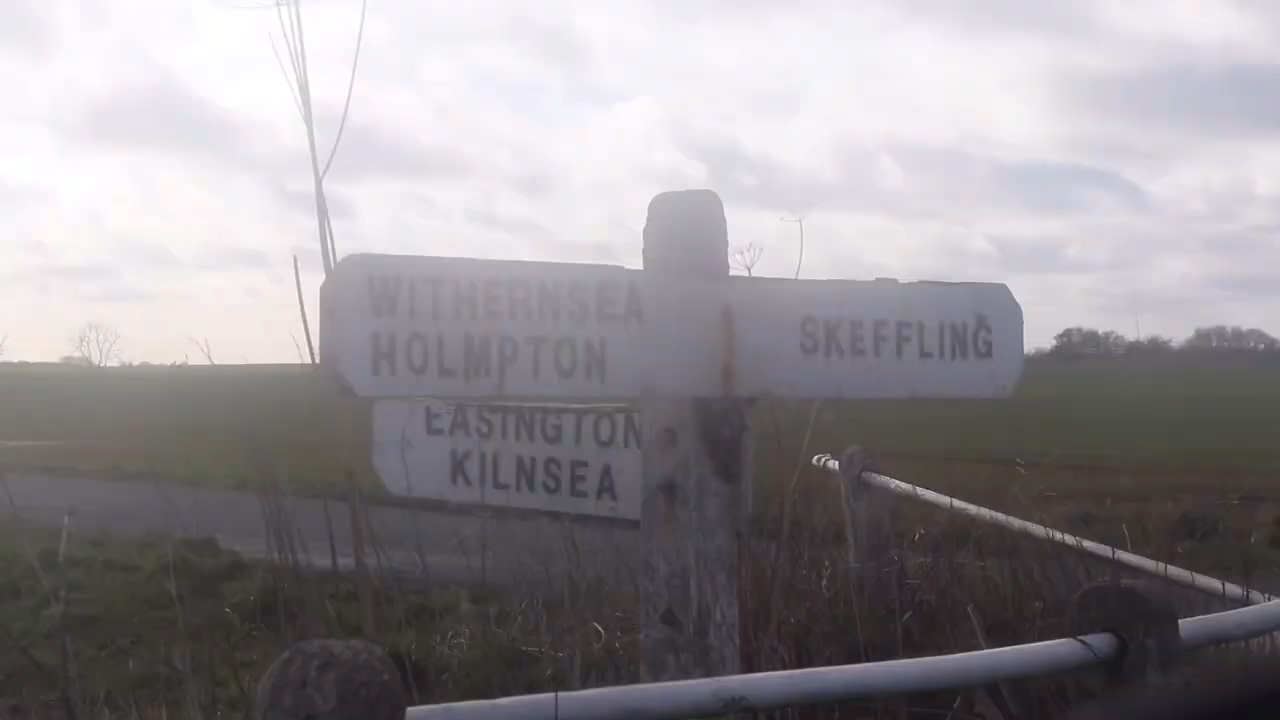 WITHERNSEA
HOLMPTON
SKEFFLING
EASINGTON
KILNSEA